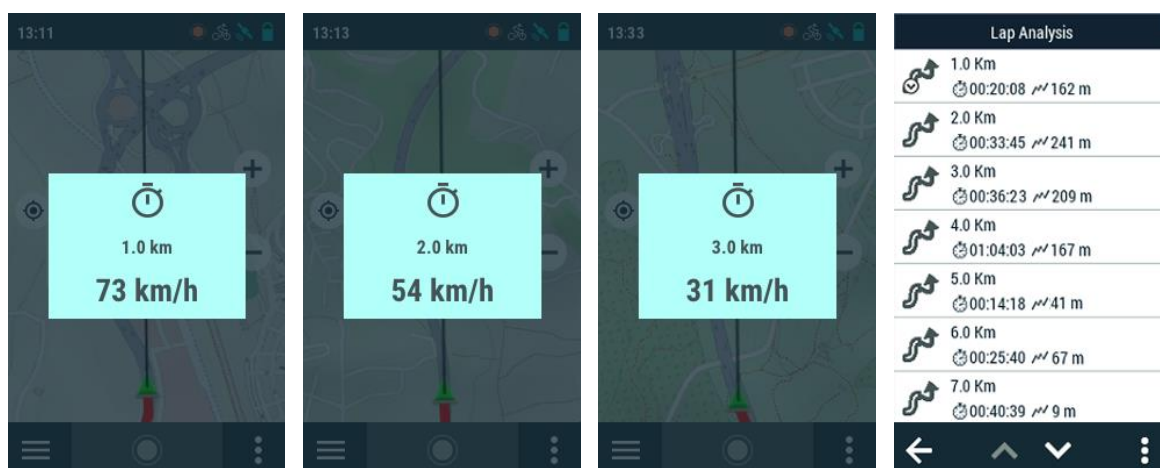 13:11
1.0 km
73 km/h
13:13
2.0 km
54 km/h
13:33
3.0 km
31 km/h
Lap Analysis
1.0 Km
00:20:08 162 m
2.0 Km
00:33:45 241 m
3.0 Km
00:36:23 209 m
4.0 Km
01:04:03 167 m
5.0 Km
00:14:18 41 m
6.0 Km
00:25:40 67 m
7.0 Km
00:40:39 9 m